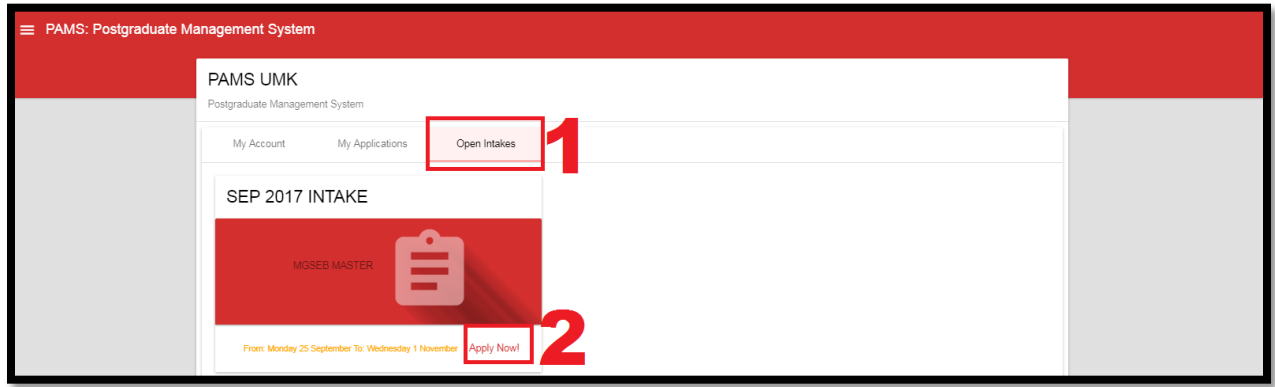 PAMS: Postgraduate Management System
PAMS UMK
Postgraduate Management System
My Account My Applications Open Intakes
1
SEP 2017 INTAKE
MGSEB MASTER
From: Monday 25 September To: Wednesday 1 November Apply Now!
2